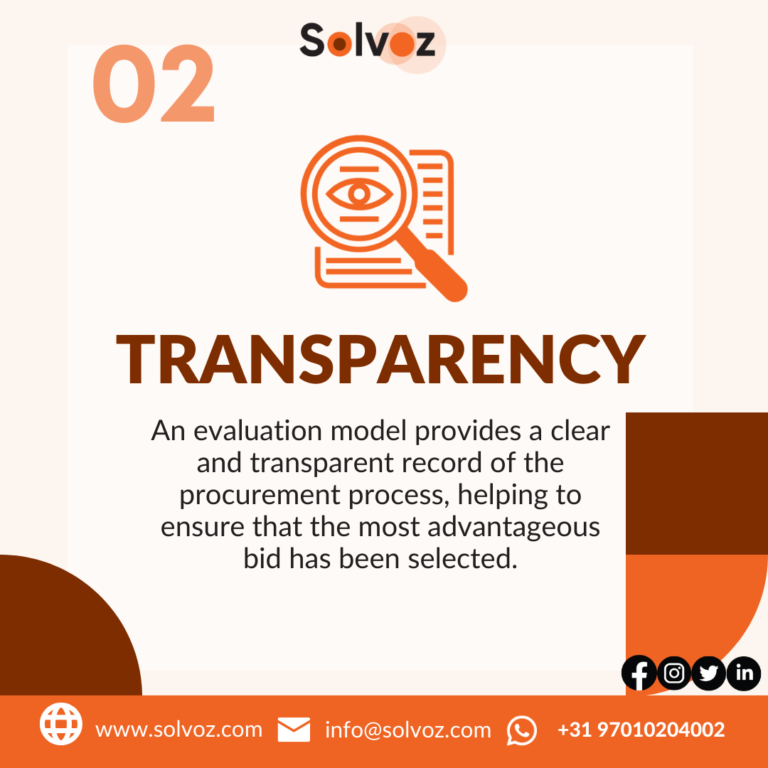 Solvoz
02
TRANSPARENCY
An evaluation model provides a clear
and transparent record of the
procurement process, helping to
ensure that the most advantageous
bid has been selected.
in
www.solvoz.com
info@solvoz.com
+31 97010204002